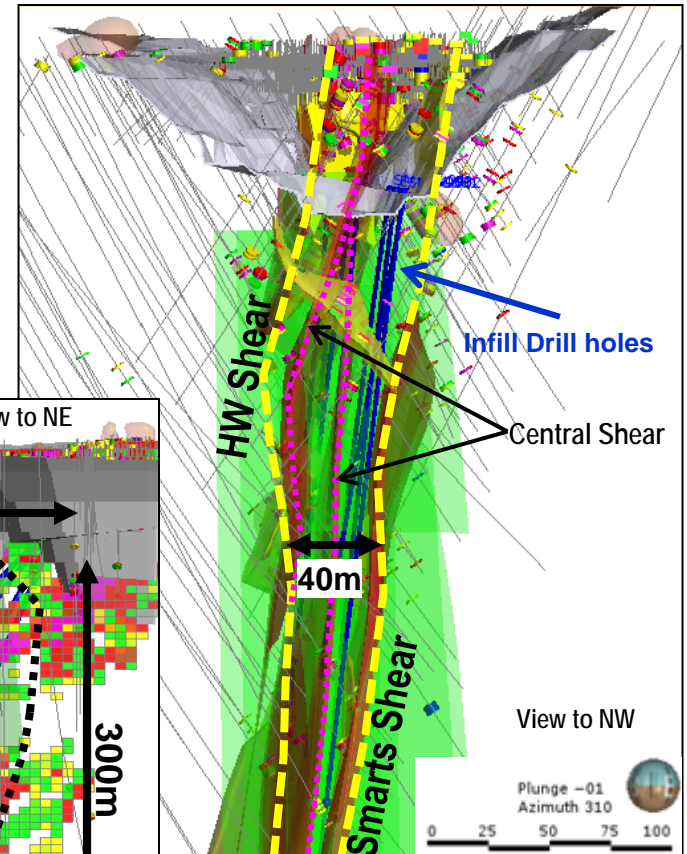 HW Shear
Infill Drill holes
Central Shear
w to NE
40m
300m
Smarts Shear
View to NW
Plunge −01
Azimuth 310
0 25 50 75 100